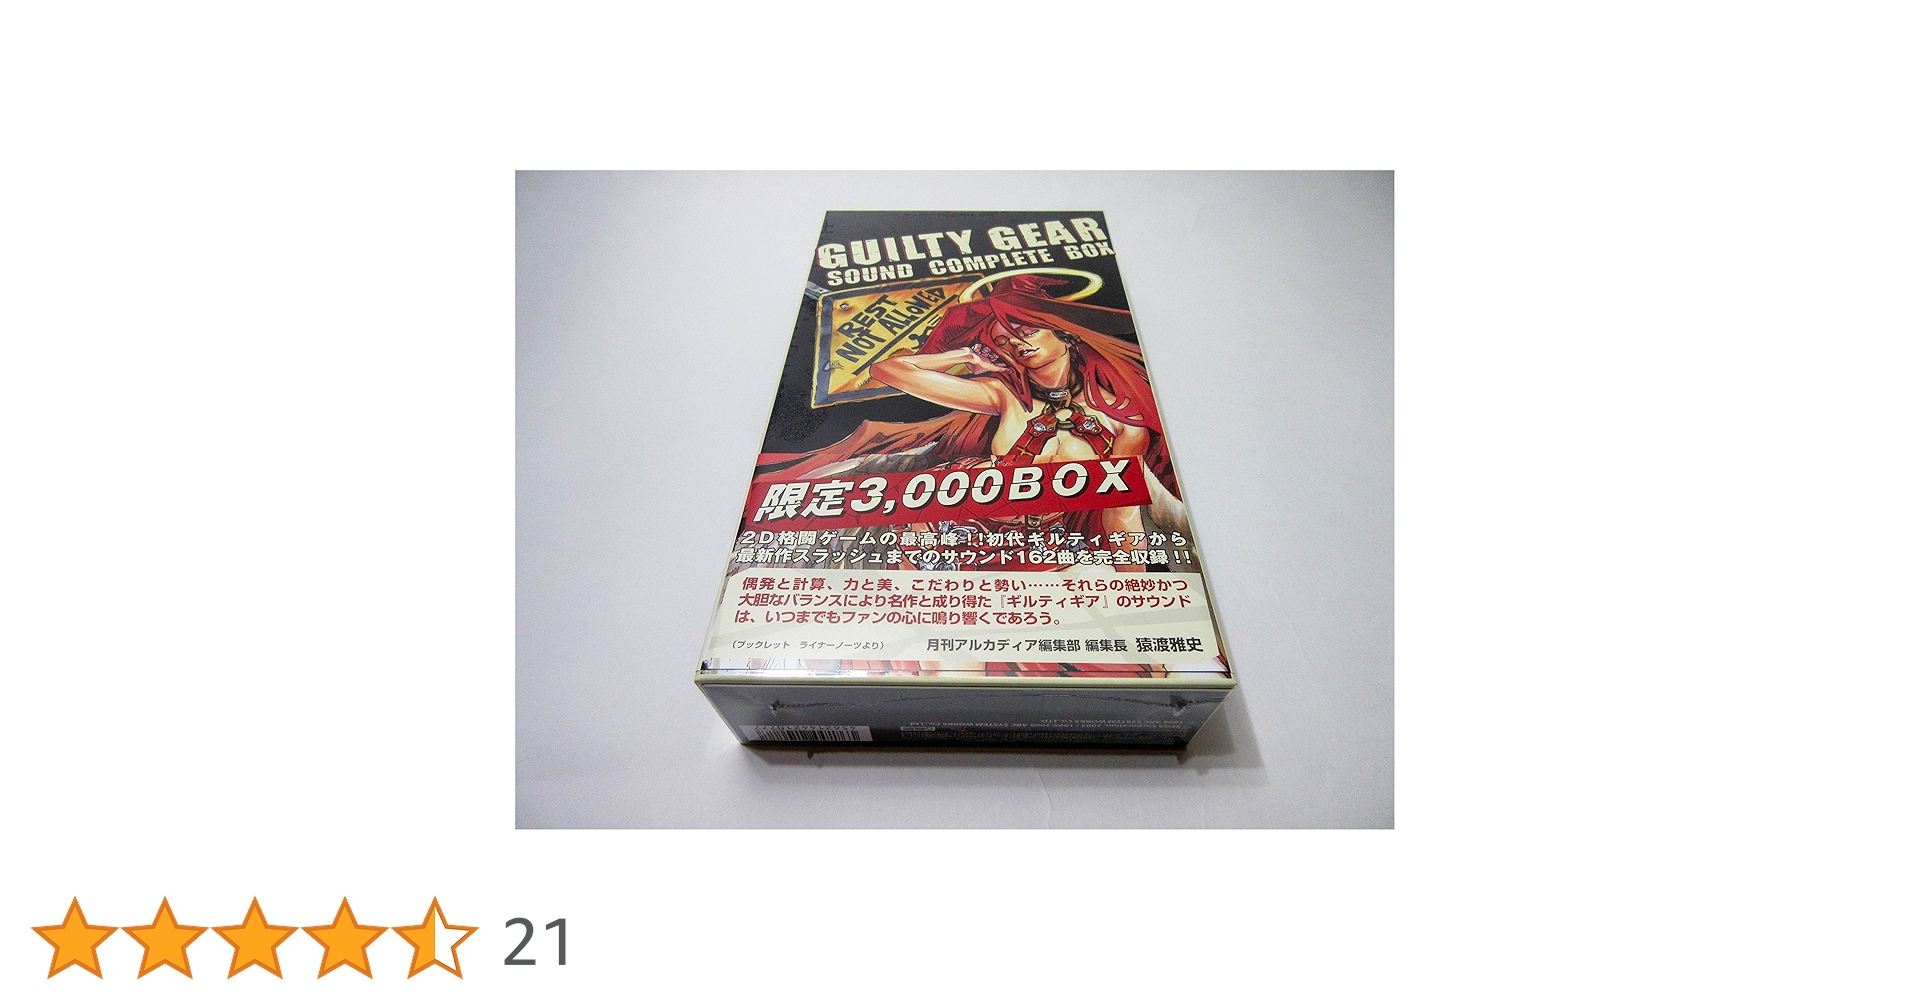 GUILTY GEAR
SOUND COMPLETE BOX
REST
NOT ALLOWED
限定3,000BOX
2D格闘ゲームの最高峰!!初代ギルティギアから
最新作スラッシュまでのサウンド162曲を完全収録!!
偶発と計算、力と美、こだわりと勢い……それらの絶妙かつ
大胆なバランスにより名作と成り得た『ギルティギア』のサウンド
は、いつまでもファンの心に鳴り響くであろう。
(ブックレット ライナーノーツより) 月刊アルカディア編集部 編集長 猿渡雅史
21